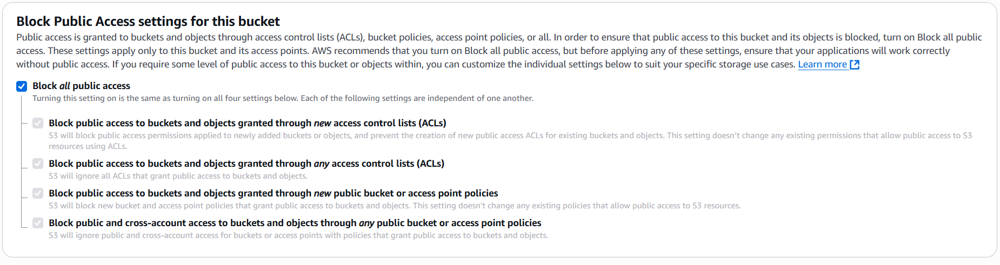 Block Public Access settings for this bucket
Public access is granted to buckets and objects through access control lists (ACLs), bucket policies, access point policies, or all. In order to ensure that public access to this bucket and its objects is blocked, turn on Block all public
access. These settings apply only to this bucket and its access points. AWS recommends that you turn on Block all public access, but before applying any of these settings, ensure that your applications will work correctly
without public access. If you require some level of public access to this bucket or objects within, you can customize the individual settings below to suit your specific storage use cases. Learn more
Block all public access
Turning this setting on is the same as turning on all four settings below. Each of the following settings are independent of one another.
Block public access to buckets and objects granted through new access control lists (ACLs)
S3 will block public access permissions applied to newly added buckets or objects, and prevent the creation of new public access ACLs for existing buckets and objects. This setting doesn’t change any existing permissions that allow public access to S3
resources using ACLs.
Block public access to buckets and objects granted through any access control lists (ACLs)
S3 will ignore all ACLs that grant public access to buckets and objects.
Block public access to buckets and objects granted through new public bucket or access point policies
S3 will block new bucket and access point policies that grant public access to buckets and objects. This setting doesn't change any existing policies that allow public access to S3 resources.
Block public and cross-account access to buckets and objects through any public bucket or access point policies
S3 will ignore public and cross-account access for buckets or access points with policies that grant public access to buckets and objects.